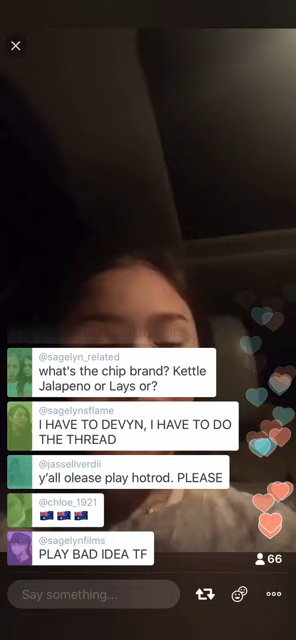 @sagelyn_related
what's the chip brand? Kettle
Jalapeno or Lays or?
@sagelynsflame
I HAVE TO DEVYN, I HAVE TO DO
THE THREAD
@jassellverdii
y'all olease play hotrod. PLEASE
@chloe_1921
🇦🇺 🇦🇺 🇦🇺
@sagelynfilms
PLAY BAD IDEA TF
66
Say something...